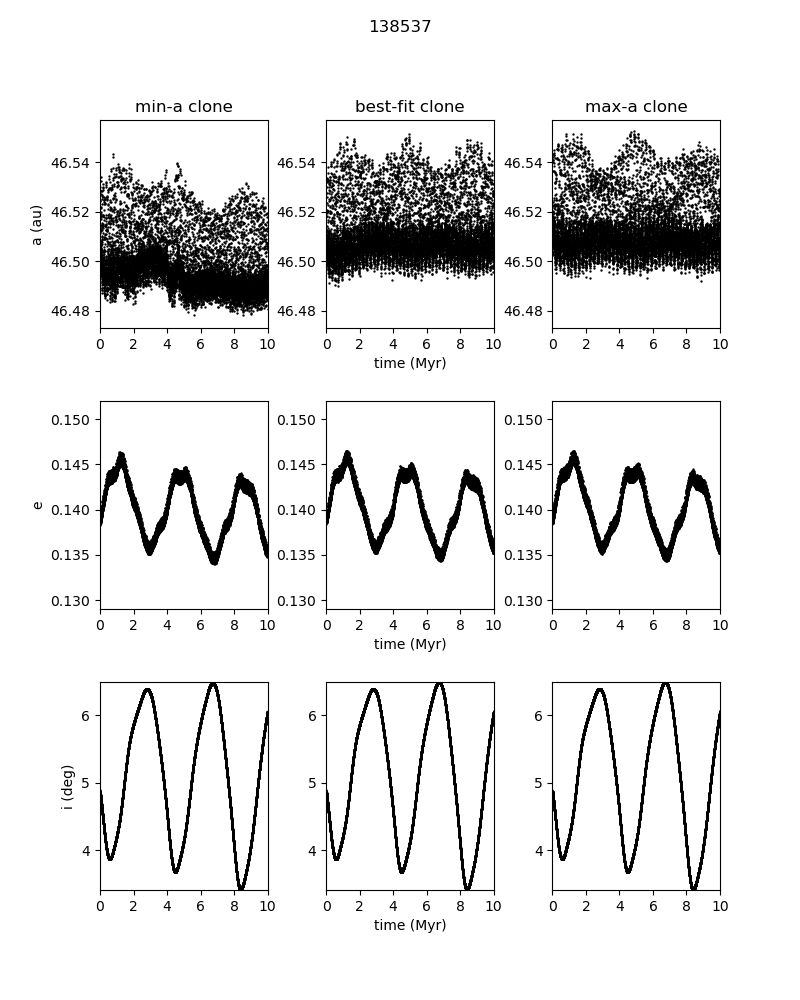 138537
min-a clone best-fit clone max-a clone
a (au)
46.54 46.54 46.54
46.52 46.52 46.52
46.50 46.50 46.50
46.48 46.48 46.48
0 2 4 6 8 10 0 2 4 6 8 10 0 2 4 6 8 10
time (Myr)
e
0.150 0.150 0.150
0.145 0.145 0.145
0.140 0.140 0.140
0.135 0.135 0.135
0.130 0.130 0.130
0 2 4 6 8 10 0 2 4 6 8 10 0 2 4 6 8 10
time (Myr)
i (deg)
6 6 6
5 5 5
4 4 4
0 2 4 6 8 10 0 2 4 6 8 10 0 2 4 6 8 10
time (Myr)